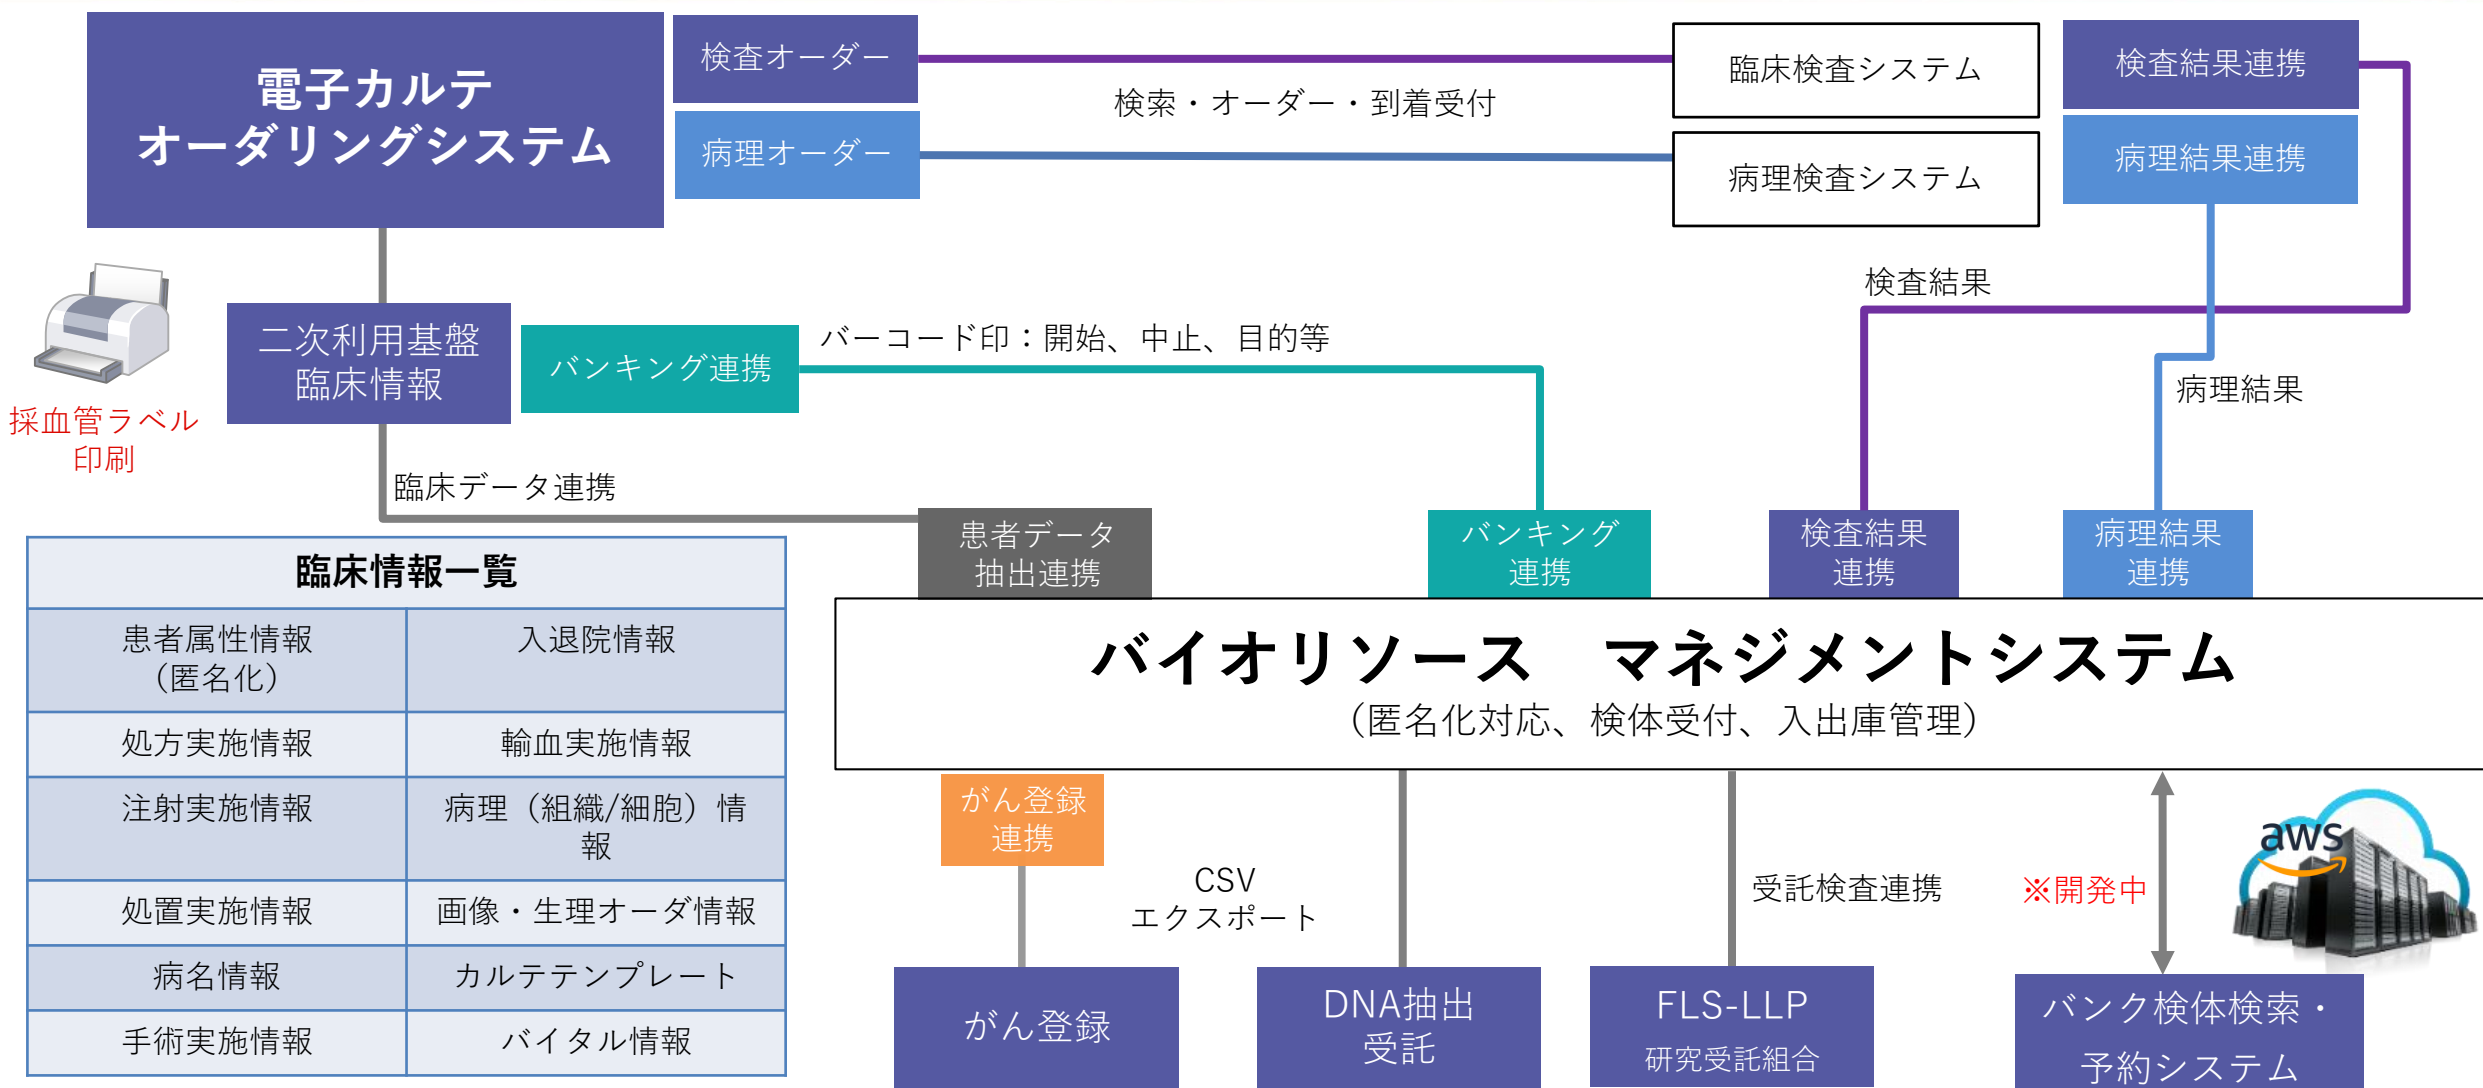 電子カルテ
オーダリングシステム
検査オーダー
病理オーダー
検索・オーダー・到着受付
臨床検査システム
病理検査システム
検査結果連携
病理結果連携
採血管ラベル
印刷
二次利用基盤
臨床情報
バンキング連携
バーコード印：開始、中止、目的等
検査結果
病理結果
臨床データ連携
患者データ
抽出連携
バンキング
連携
検査結果
連携
病理結果
連携
臨床情報一覧
患者属性情報
（匿名化）
入退院情報
処方実施情報
輸血実施情報
注射実施情報
病理（組織/細胞）情
報
処置実施情報
画像・生理オーダ情報
病名情報
カルテテンプレート
手術実施情報
バイタル情報
バイオリソース　マネジメントシステム
（匿名化対応、検体受付、入出庫管理）
がん登録
連携
CSV
エクスポート
受託検査連携
※開発中
aws
がん登録
DNA抽出
受託
FLS-LLP
研究受託組合
バンク検体検索・
予約システム